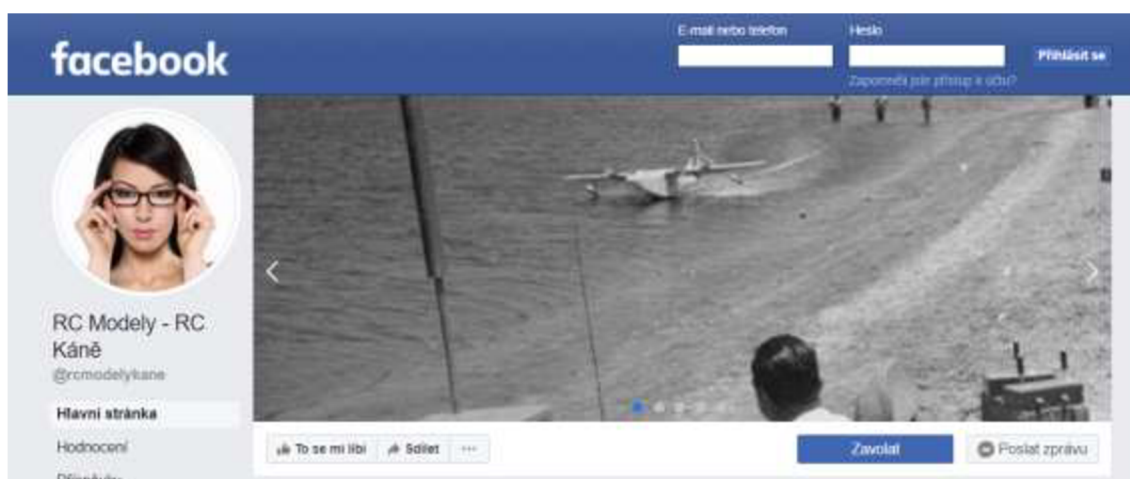 facebook
E-mail nebo telefon
Heslo
Přihlásit se
Zapomněli jste přístup k účtu?
RC Modely - RC
Káně
@rcmodelykane
Hlavní stránka
Hodnocení
Příspěvky
To se mi líbí
Sdílet
Zavolat
Poslat zprávu